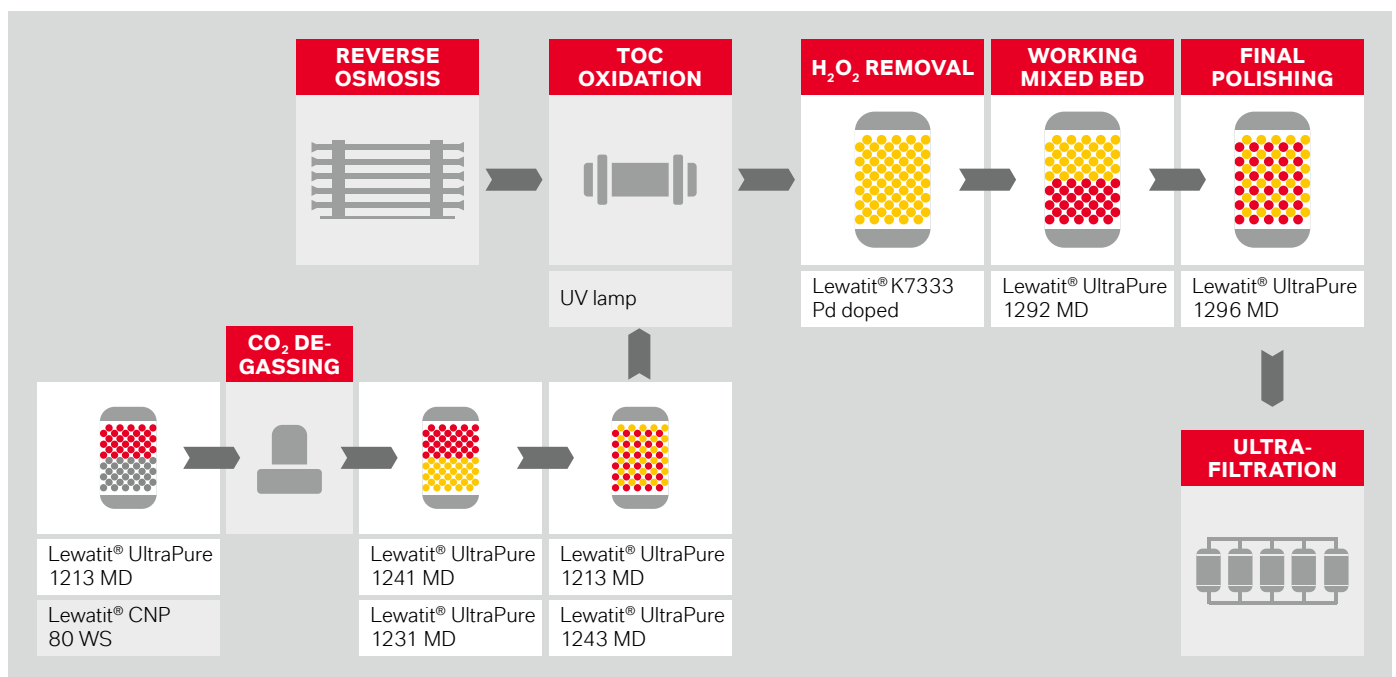 REVERSE
OSMOSIS
TOC
OXIDATION
H₂O₂ REMOVAL
WORKING
MIXED BED
FINAL
POLISHING
UV lamp
Lewatit® K7333
Pd doped
Lewatit® UltraPure
1292 MD
Lewatit® UltraPure
1296 MD
CO₂ DE-
GASSING
Lewatit® UltraPure
1213 MD
Lewatit® CNP
80 WS
Lewatit® UltraPure
1241 MD
Lewatit® UltraPure
1231 MD
Lewatit® UltraPure
1213 MD
Lewatit® UltraPure
1243 MD
ULTRA-
FILTRATION